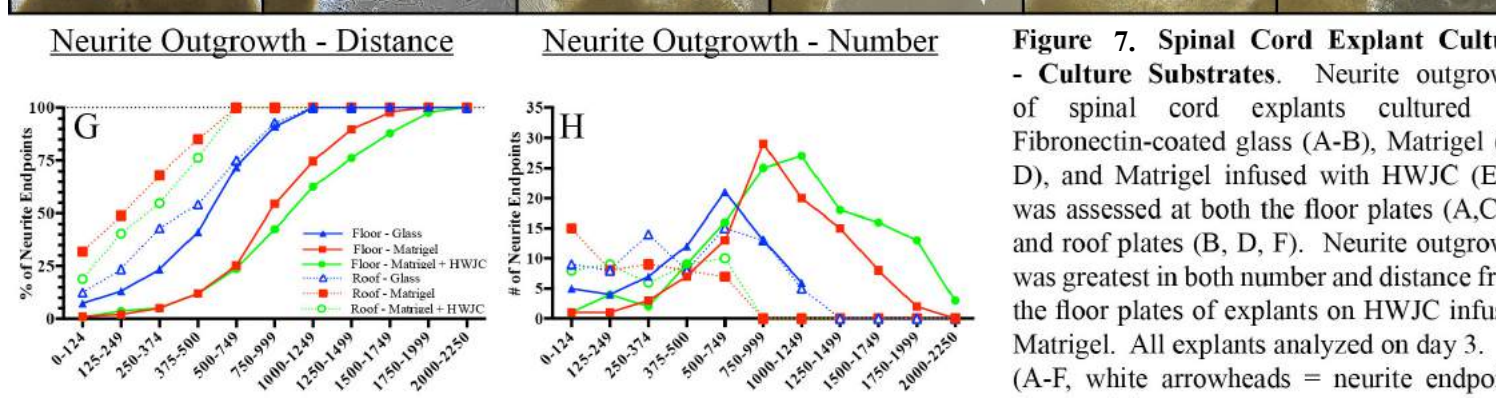 Neurite Outgrowth - Distance
% of Neurite Endpoints
100
75
50
25
0
G
Floor - Glass
Floor - Matrigel
Floor - Matrigel + HWJC
Roof - Glass
Roof - Matrigel
Roof - Matrigel + HWJC
0-124
125-249
250-374
375-500
500-749
750-999
1000-1249
1250-1499
1500-1749
1750-1999
2000-2250
Neurite Outgrowth - Number
# of Neurite Endpoints
35
30
25
20
15
10
5
0
H
0-124
125-249
250-374
375-500
500-749
750-999
1000-1249
1250-1499
1500-1749
1750-1999
2000-2250
Figure 7. Spinal Cord Explant
- Culture Substrates. Neurite
of spinal cord explants cultured
Fibronectin-coated glass (A-B), Matrigel
D), and Matrigel infused with HWJC
was assessed at both the floor plates
and roof plates (B, D, F). Neurite
was greatest in both number and distance
the floor plates of explants on HWJC
Matrigel. All explants analyzed on day 3.
(A-F, white arrowheads = neurite